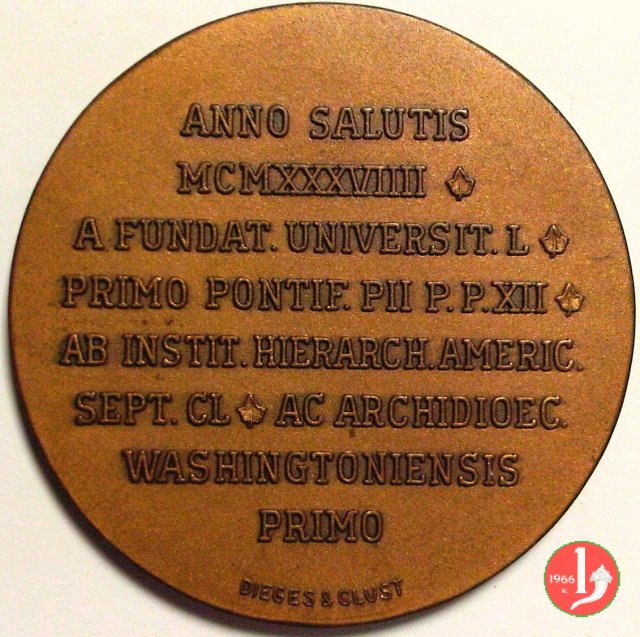 ANNO SALUTIS
MCMXXXVIIII
A FUNDAT. UNIVERSIT. L
PRIMO PONTIF. PII P.P. XII
AB INSTIT. HIERARCH. AMERIC.
SEPT. CL AC ARCHIDIOEC.
WASHINGTONIENSIS
PRIMO
DIEGES & CLUST
1966